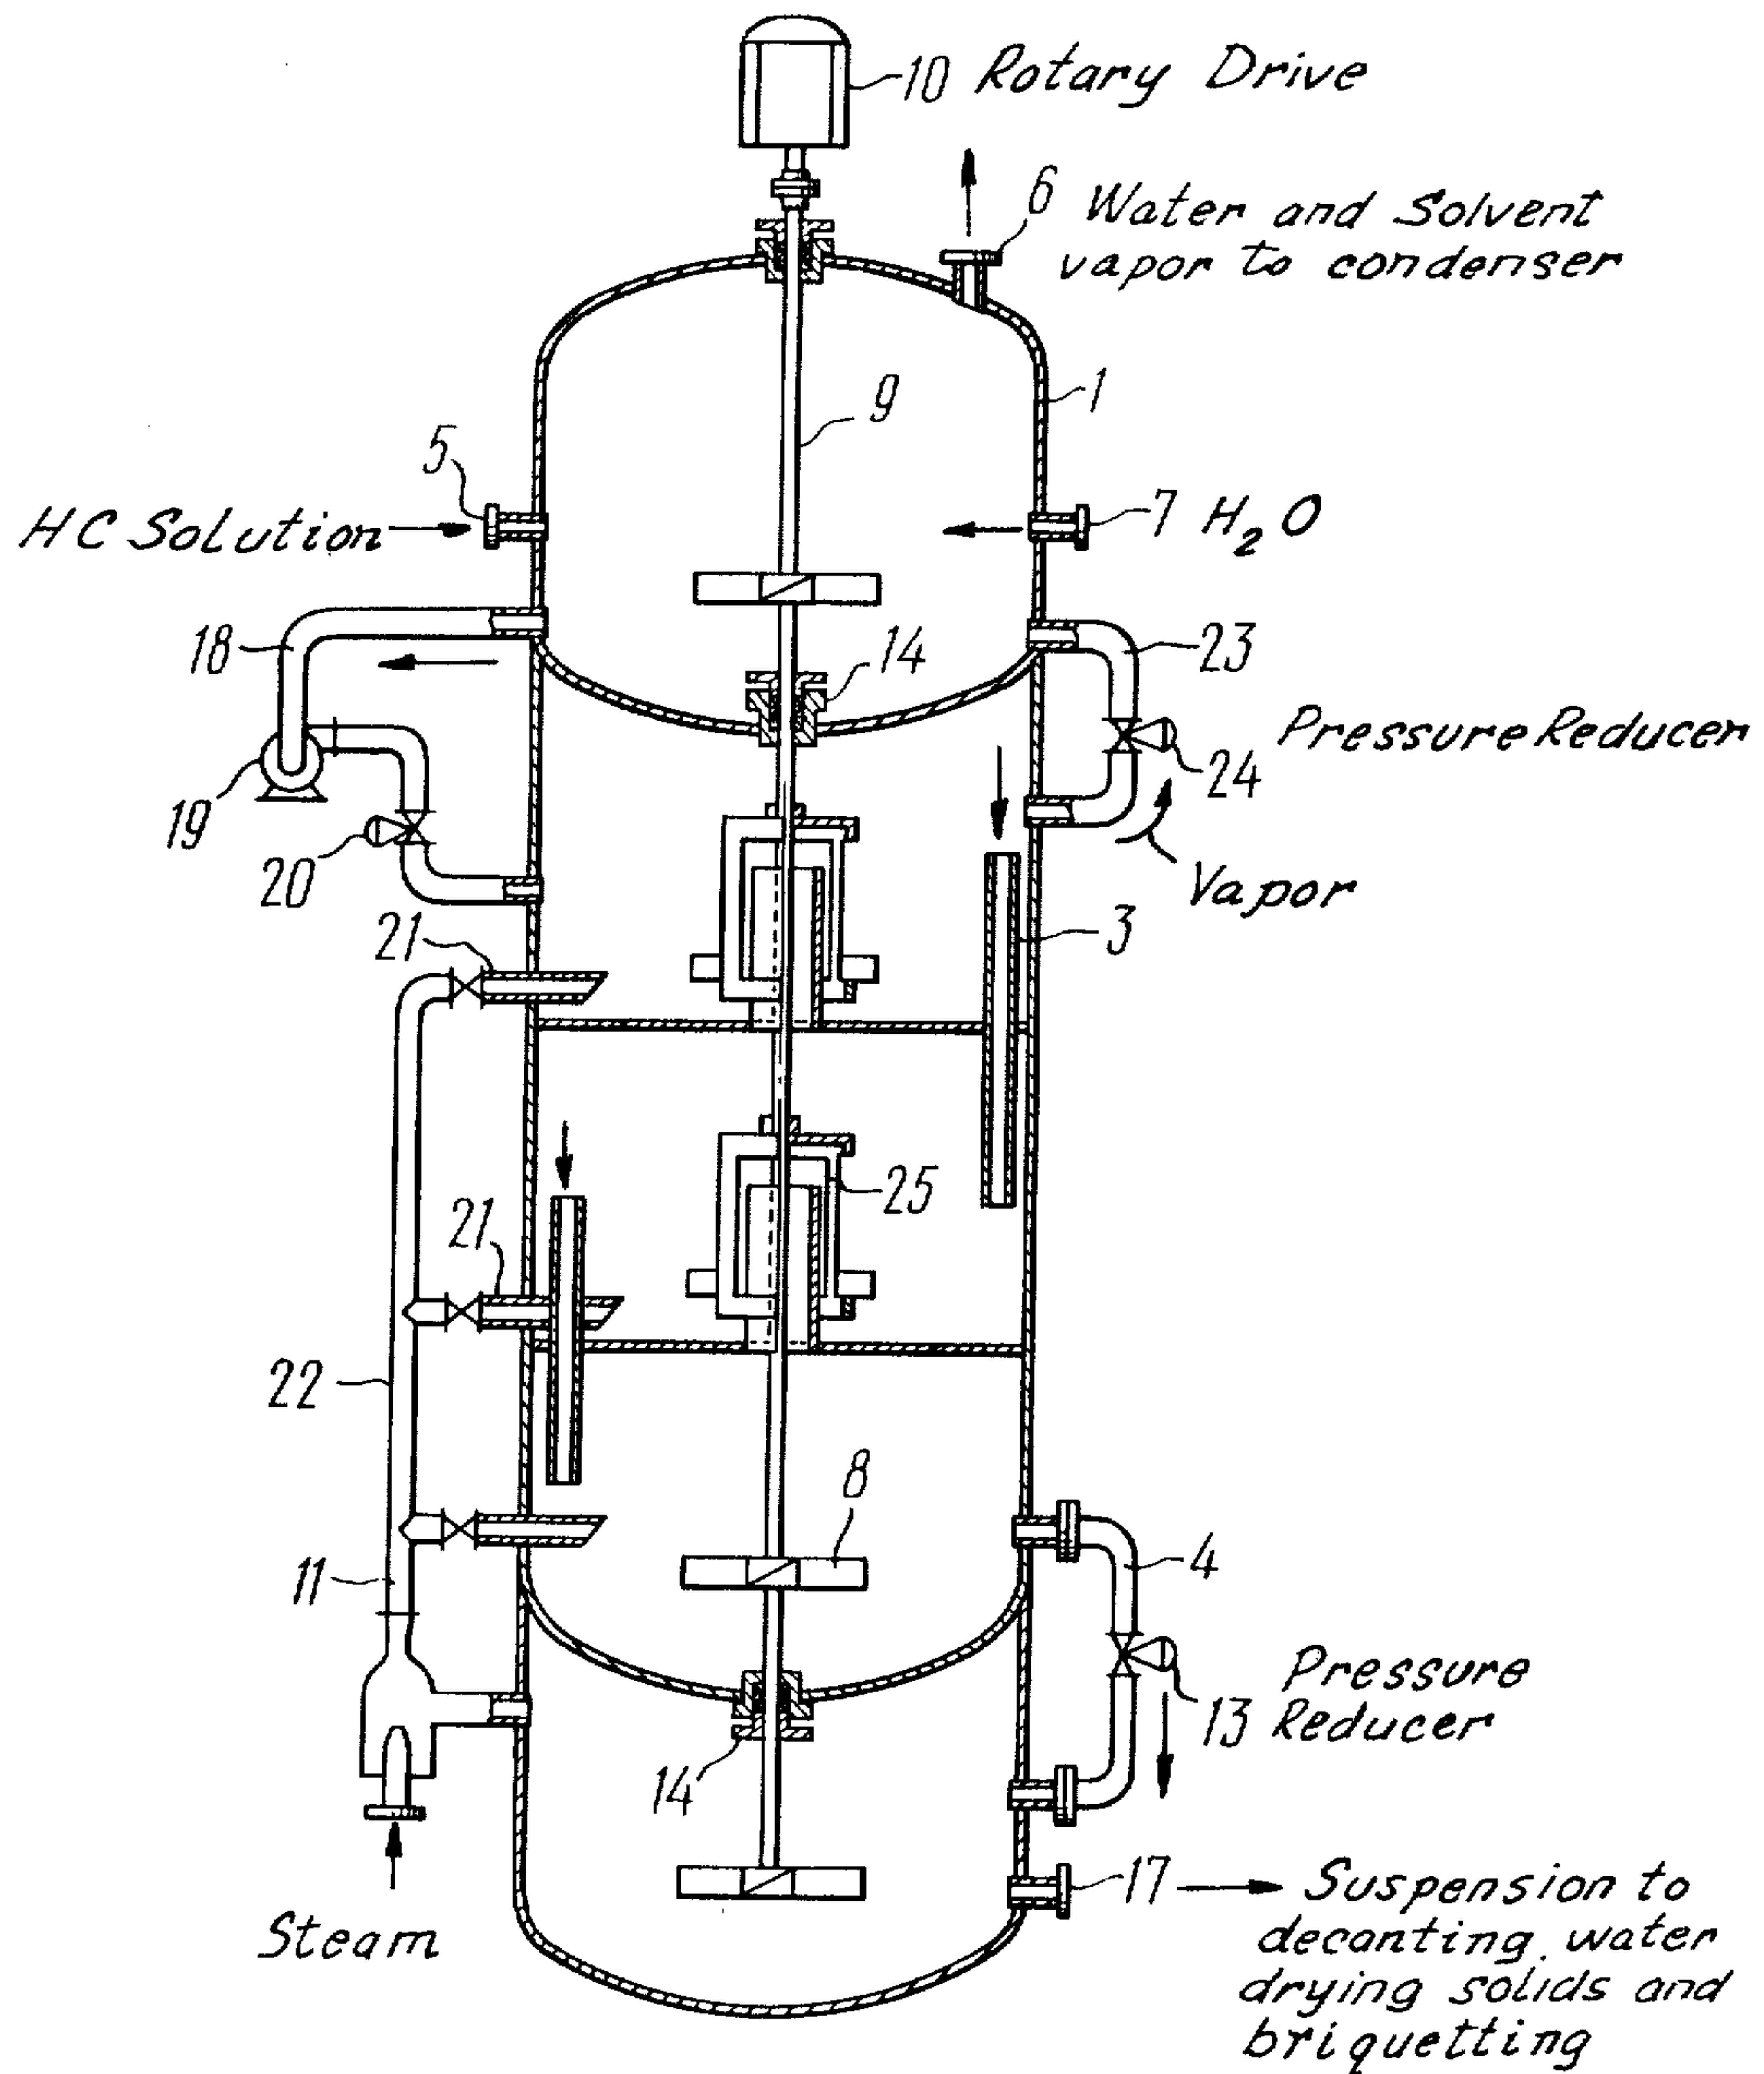 10 Rotary Drive
6 Water and Solvent
vapor to condenser
1
9
5
HC Solution
7 H₂O
18
23
14
Pressure Reducer
24
19
20
Vapor
21
3
25
21
22
8
11
4
Pressure
13 Reducer
14
17
Suspension to
decanting water
drying solids and
briquetting
Steam